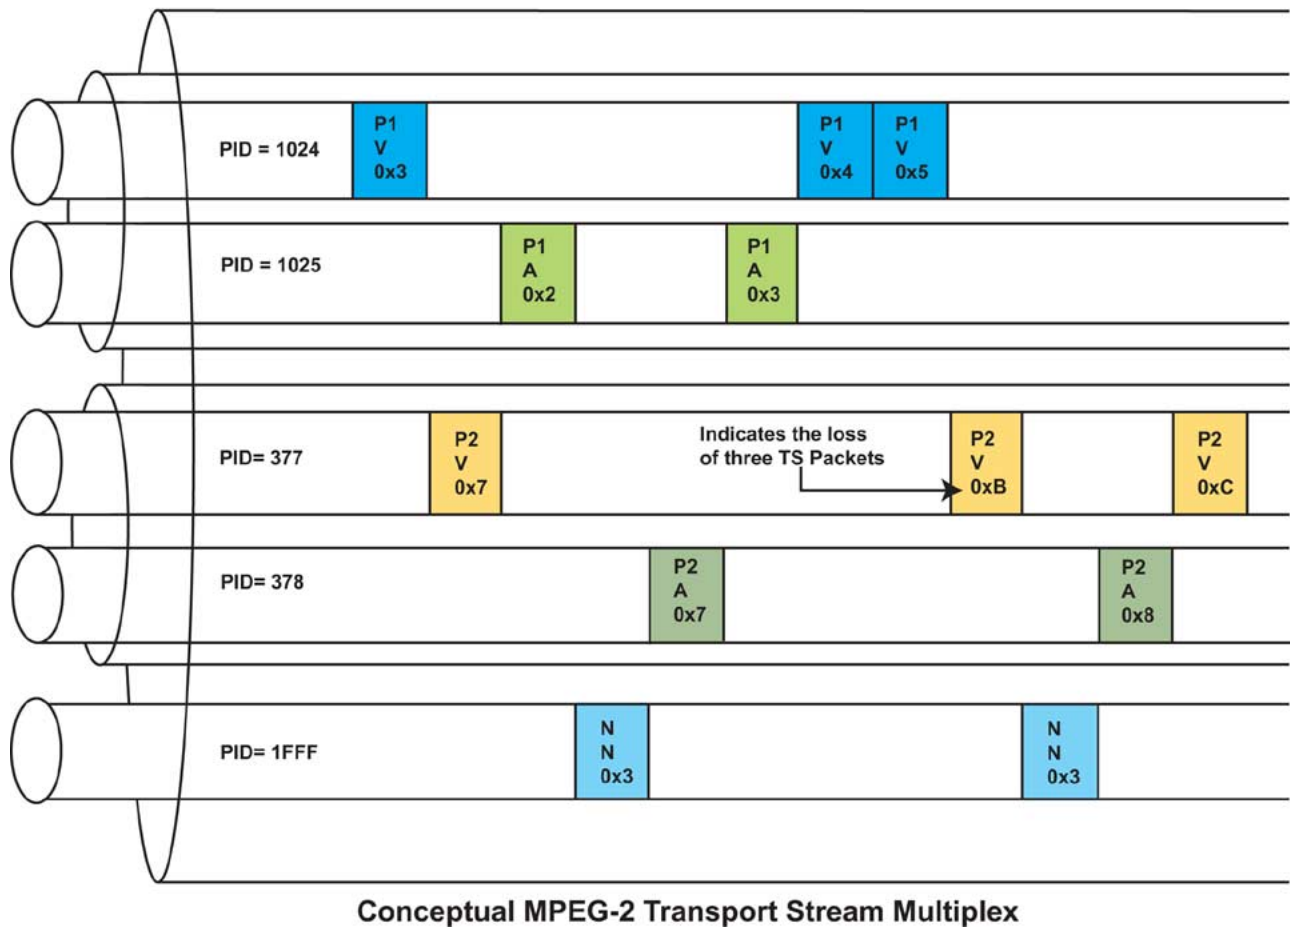 PID = 1024
P1
V
0x3
P1
V
0x4
P1
V
0x5
PID = 1025
P1
A
0x2
P1
A
0x3
PID= 377
P2
V
0x7
Indicates the loss
of three TS Packets
P2
V
0xB
P2
V
0xC
PID= 378
P2
A
0x7
P2
A
0x8
PID= 1FFF
N
N
0x3
N
N
0x3
Conceptual MPEG-2 Transport Stream Multiplex